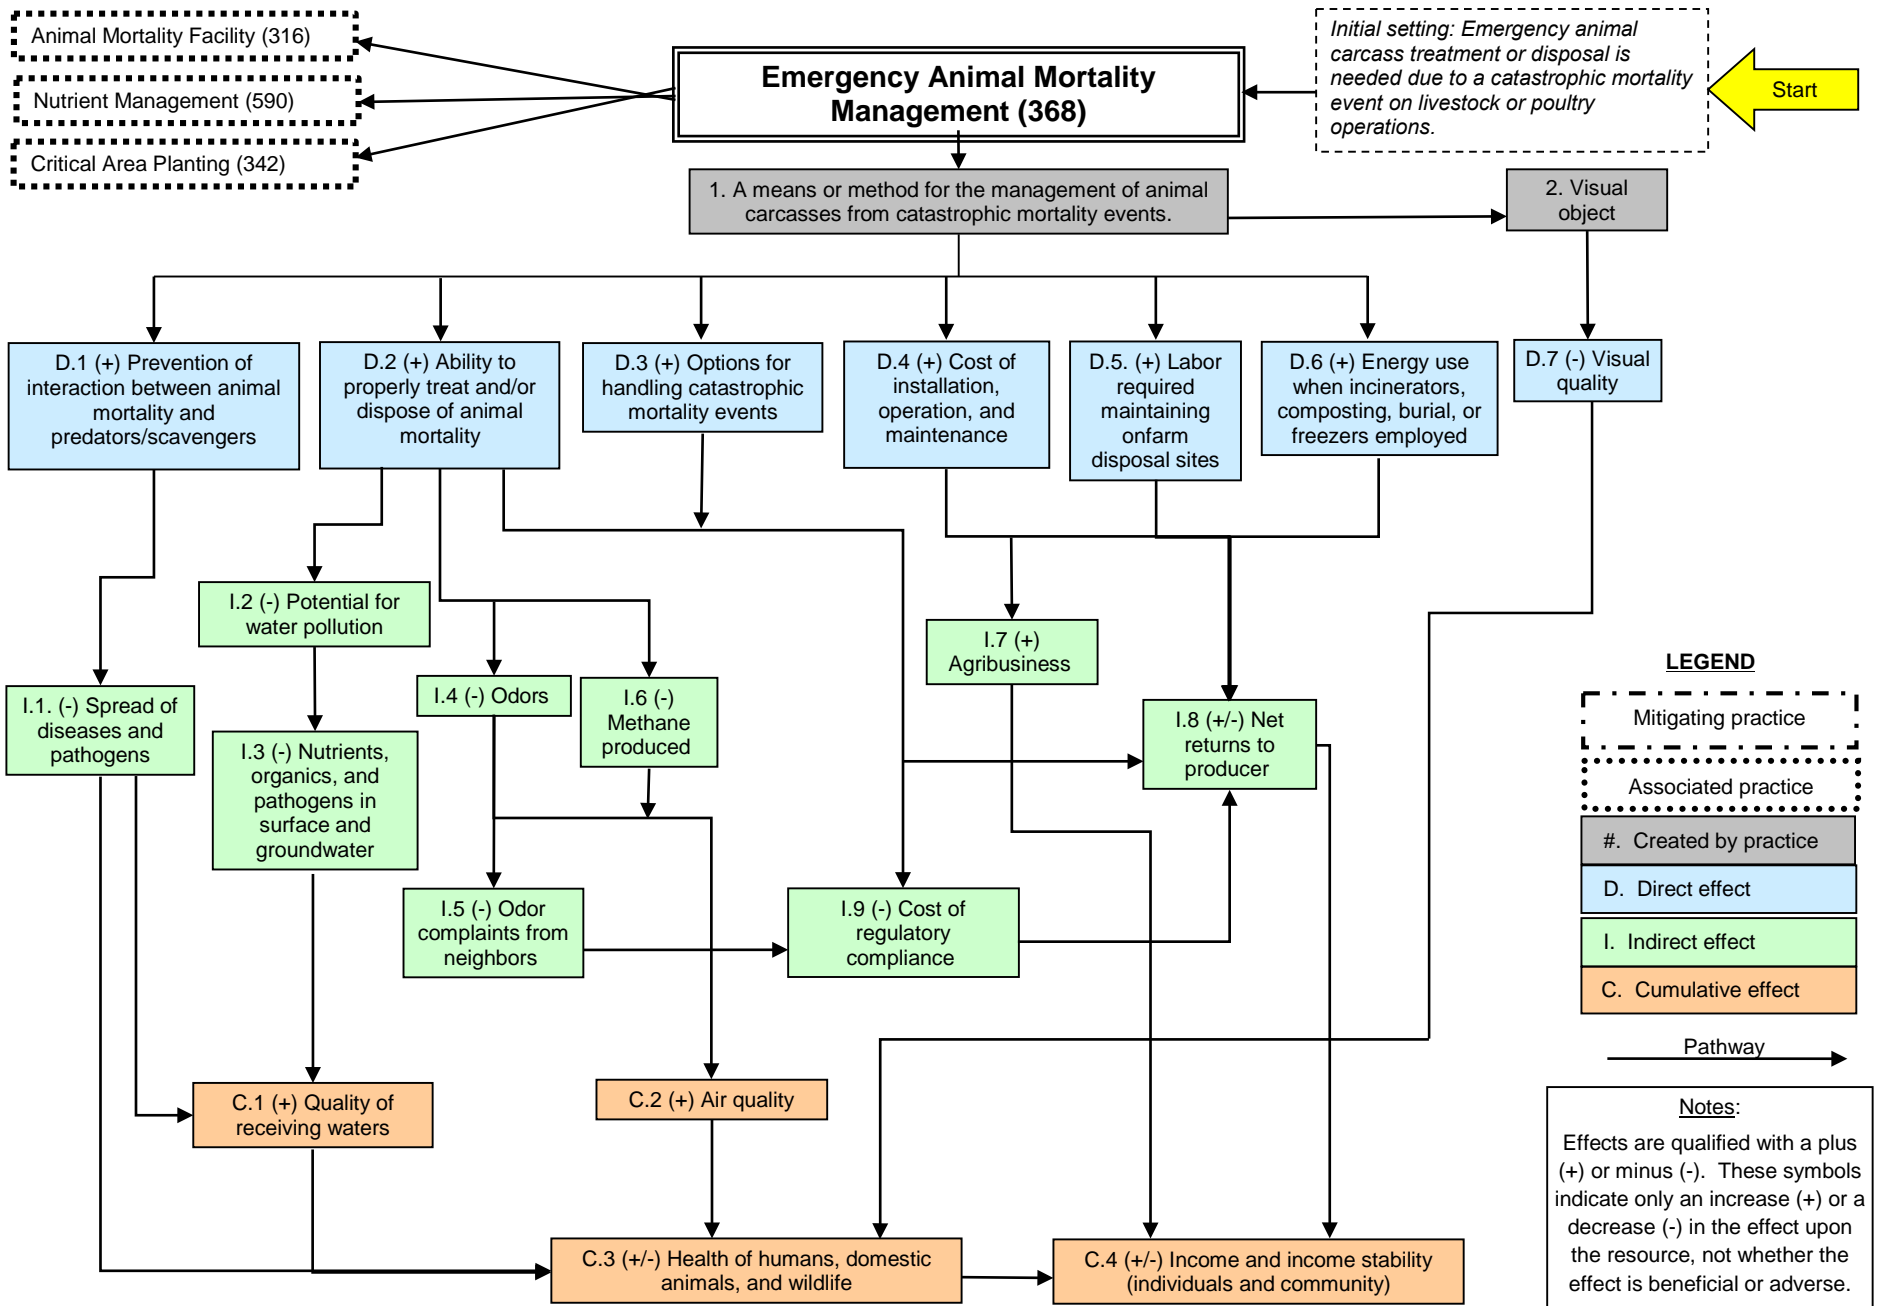 Animal Mortality Facility (316)
Nutrient Management (590)
Critical Area Planting (342)
Emergency Animal Mortality
Management (368)
Initial setting: Emergency animal
carcass treatment or disposal is
needed due to a catastrophic mortality
event on livestock or poultry
operations.
Start
1. A means or method for the management of animal
carcasses from catastrophic mortality events.
2. Visual
object
D.1 (+) Prevention of
interaction between animal
mortality and
predators/scavengers
D.2 (+) Ability to
properly treat and/or
dispose of animal
mortality
D.3 (+) Options for
handling catastrophic
mortality events
D.4 (+) Cost of
installation,
operation, and
maintenance
D.5. (+) Labor
required
maintaining
onfarm
disposal sites
D.6 (+) Energy use
when incinerators,
composting, burial, or
freezers employed
D.7 (-) Visual
quality
I.2 (-) Potential for
water pollution
I.7 (+)
Agribusiness
I.1. (-) Spread of
diseases and
pathogens
I.4 (-) Odors
I.6 (-)
Methane
produced
I.3 (-) Nutrients,
organics, and
pathogens in
surface and
groundwater
I.8 (+/-) Net
returns to
producer
I.5 (-) Odor
complaints from
neighbors
I.9 (-) Cost of
regulatory
compliance
C.1 (+) Quality of
receiving waters
C.2 (+) Air quality
C.3 (+/-) Health of humans, domestic
animals, and wildlife
C.4 (+/-) Income and income stability
(individuals and community)
LEGEND
Mitigating practice
Associated practice
#. Created by practice
D. Direct effect
I. Indirect effect
C. Cumulative effect
Pathway
Notes:
Effects are qualified with a plus
(+) or minus (-). These symbols
indicate only an increase (+) or a
decrease (-) in the effect upon
the resource, not whether the
effect is beneficial or adverse.